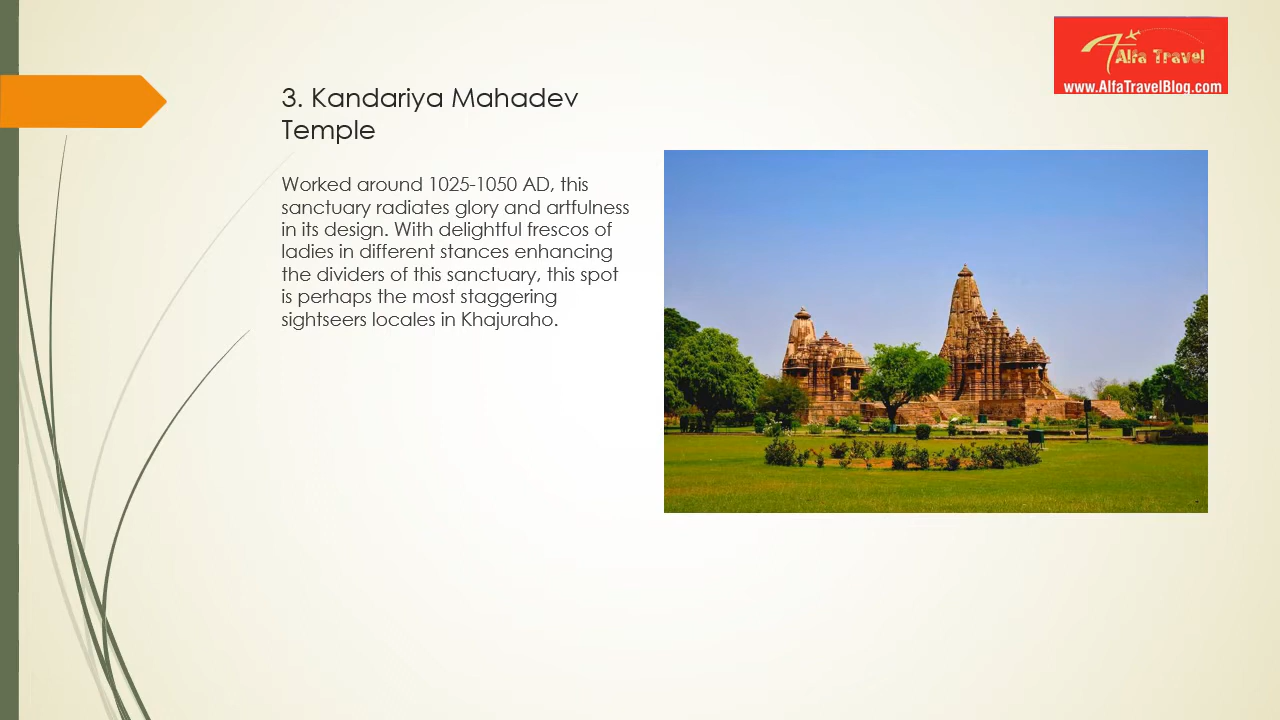 Alfa Travel
www.AlfaTravelBlog.com
3. Kandariya Mahadev
Temple
Worked around 1025-1050 AD, this
sanctuary radiates glory and artfulness
in its design. With delightful frescos of
ladies in different stances enhancing
the dividers of this sanctuary, this spot
is perhaps the most staggering
sightseers locales in Khajuraho.